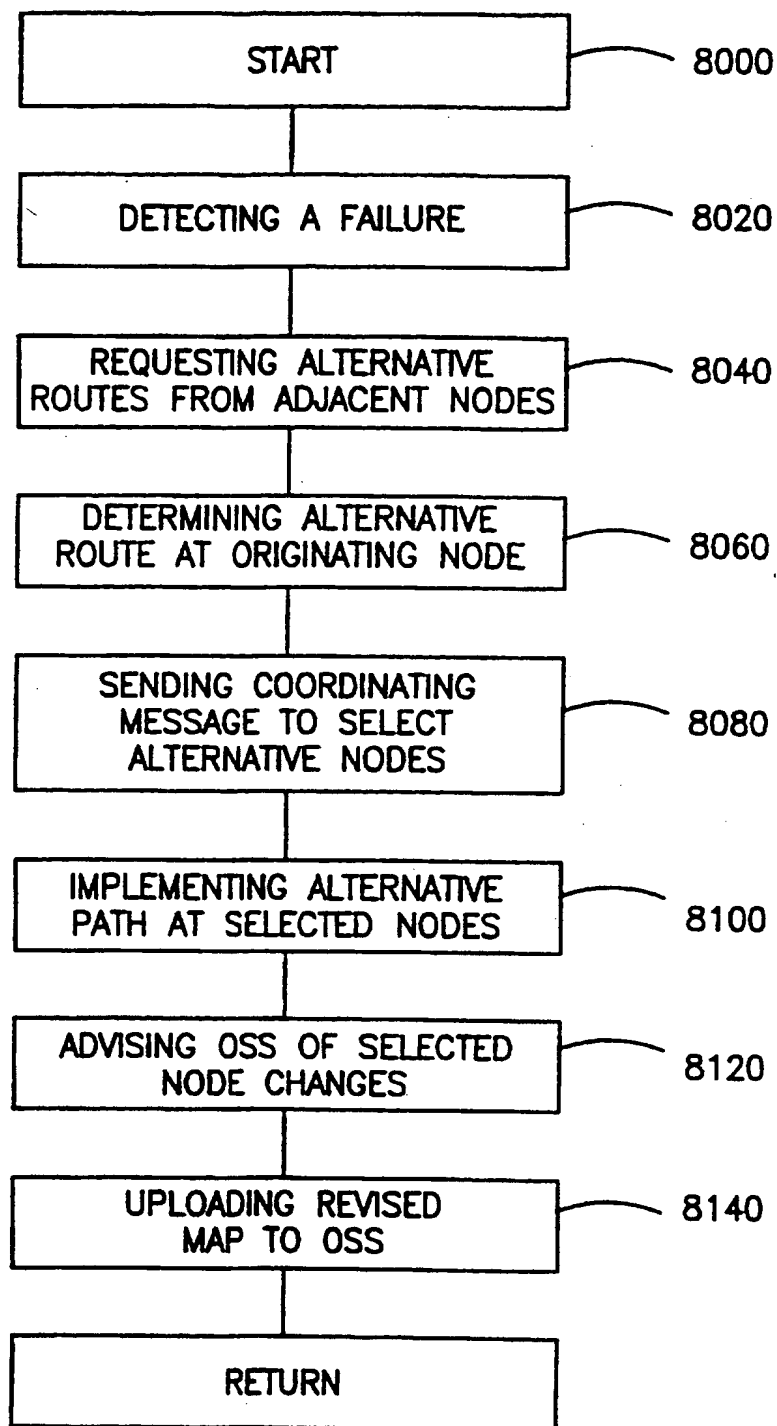 START
8000
DETECTING A FAILURE
8020
REQUESTING ALTERNATIVE
ROUTES FROM ADJACENT NODES
8040
DETERMINING ALTERNATIVE
ROUTE AT ORIGINATING NODE
8060
SENDING COORDINATING
MESSAGE TO SELECT
ALTERNATIVE NODES
8080
IMPLEMENTING ALTERNATIVE
PATH AT SELECTED NODES
8100
ADVISING OSS OF SELECTED
NODE CHANGES
8120
UPLOADING REVISED
MAP TO OSS
8140
RETURN